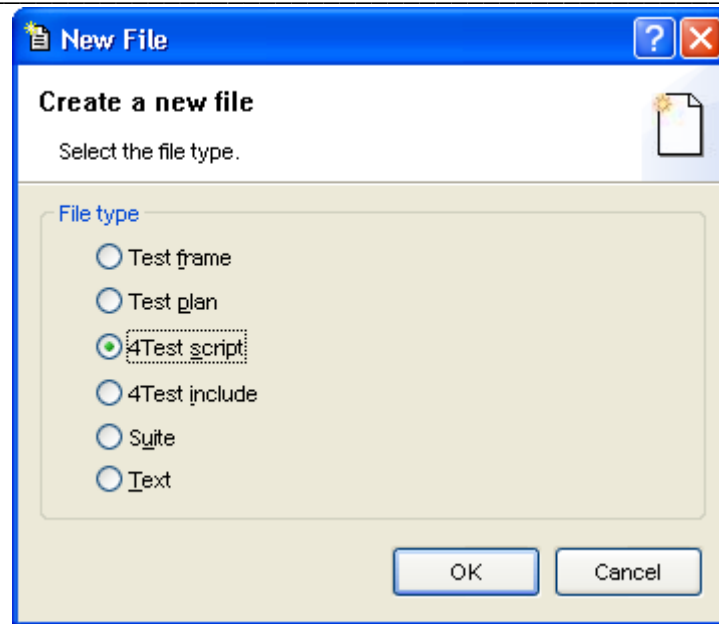 New File
Create a new file
Select the file type.
File type
Test frame
Test plan
4Test script
4Test include
Suite
Text
OK Cancel